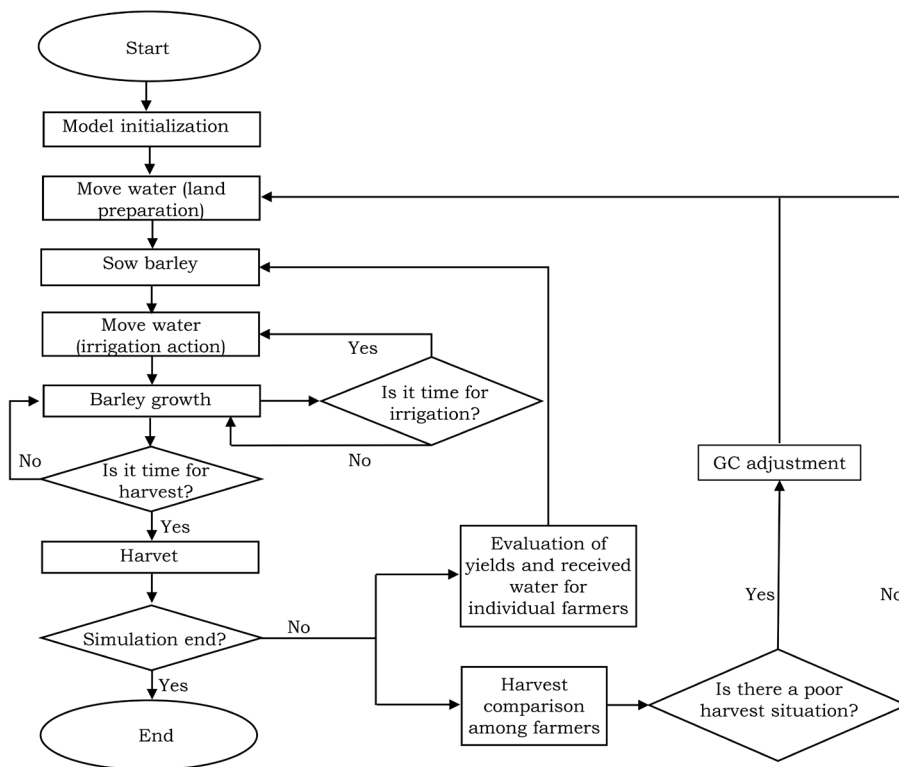 Start
Model initialization
Move water (land
preparation)
Sow barley
Move water
(irrigation action)
Yes
Barley growth
Is it time for
irrigation?
No
No
Is it time for
harvest?
Yes
Harvet
Evaluation of
yields and received
water for
individual farmers
Simulation end?
No
Yes
End
Harvest
comparison
among farmers
Is there a poor
harvest situation?
Yes
No
GC adjustment